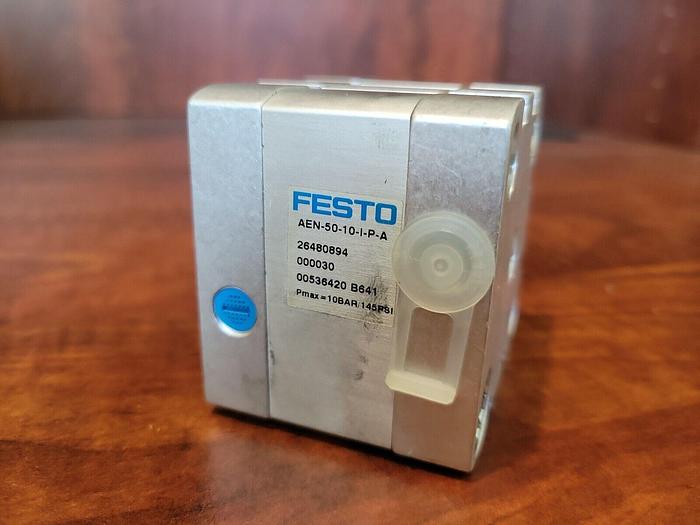 FESTO
AEN-50-10-I-P-A
26480894
000030
00536420 B641
Pmax = 10BAR/145PSI